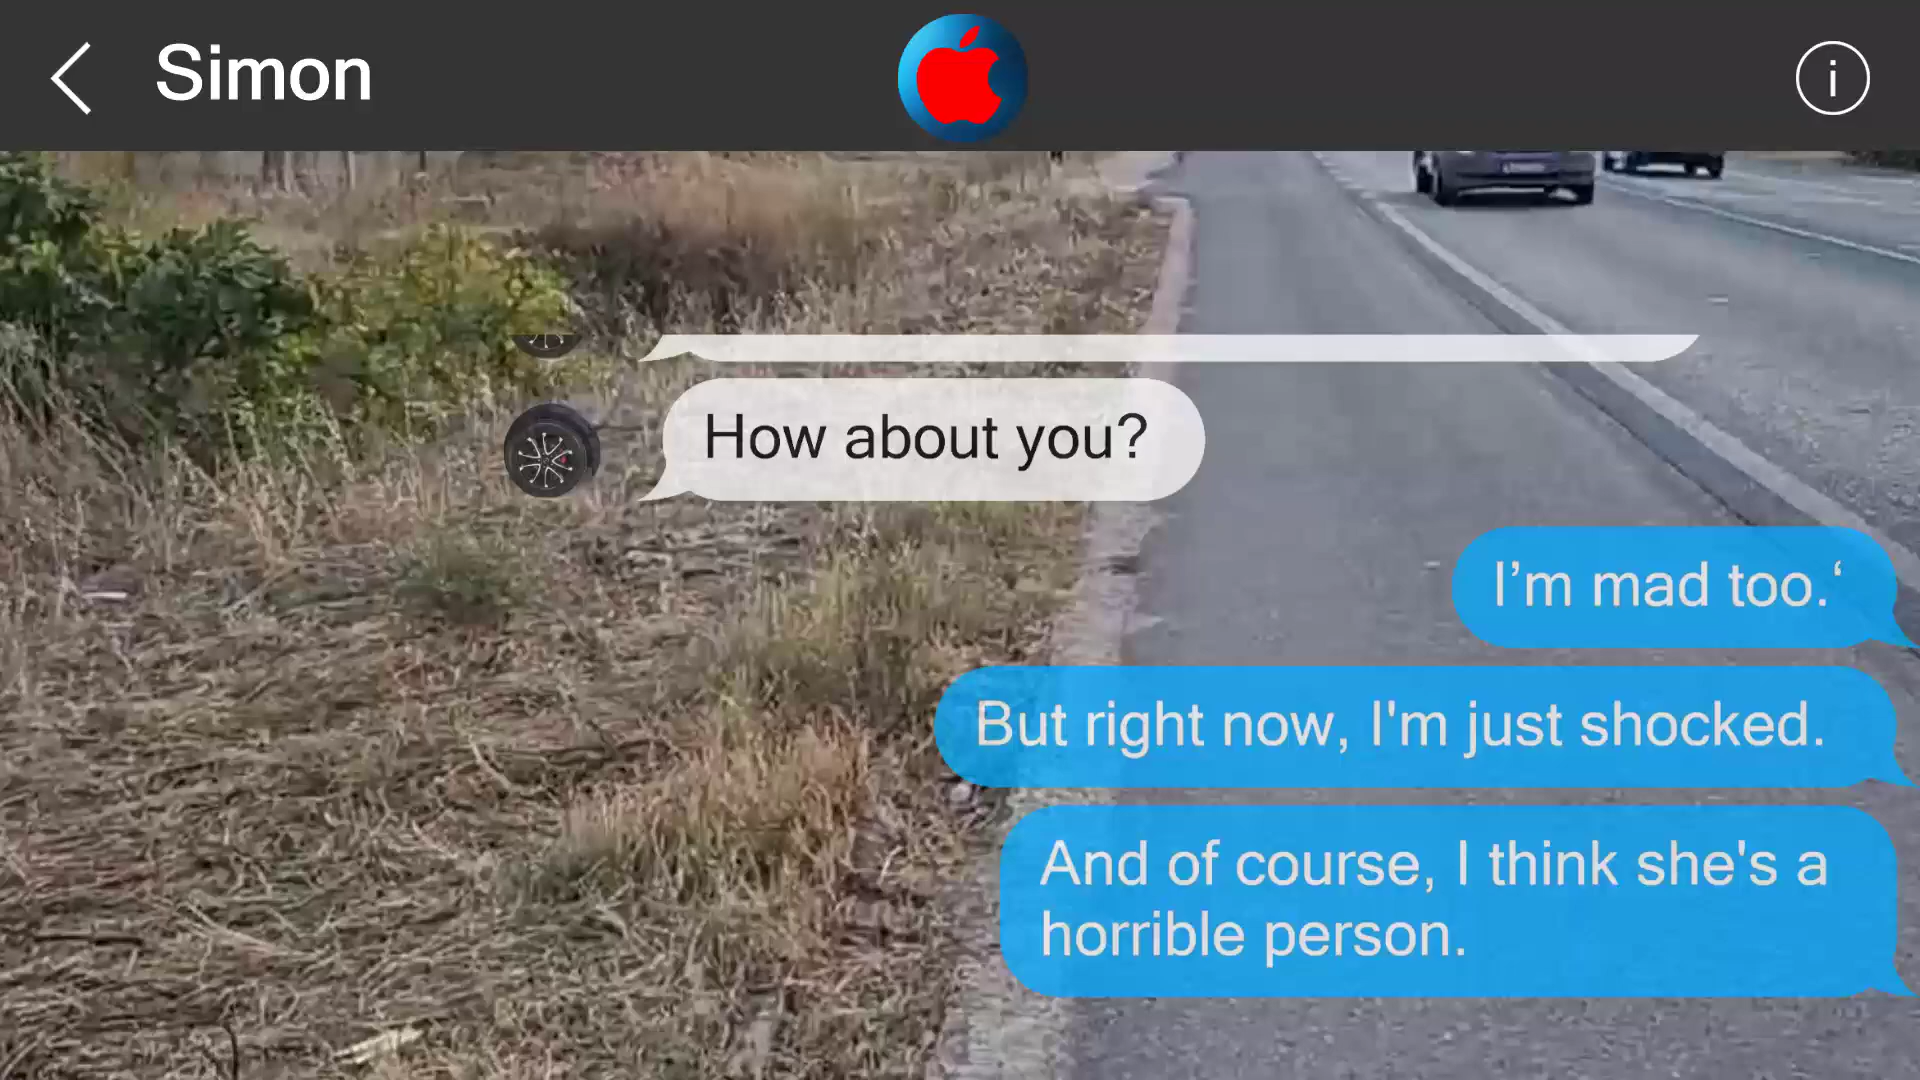 Simon
i
How about you?
I’m mad too.‘
But right now, I'm just shocked.
And of course, I think she's a
horrible person.